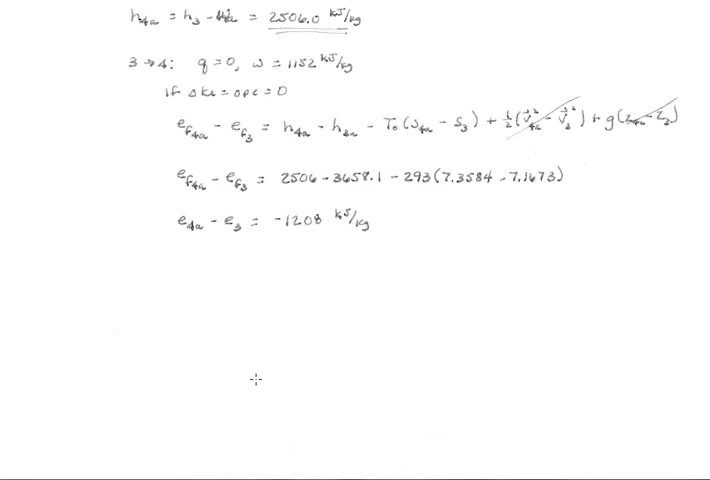 h4a = h3 - w4a = 2506.0 kJ/kg
3→4: q = 0, w = 1152 kJ/kg
If Δke = Δpe = 0
ef4a - ef3 = h4a - h3a - T0(s4a - s3) + 1/2(V4a² - V3²) + g(z4a - z3)
ef4a - ef3 = 2506 - 3658.1 - 293(7.3584 - 7.1673)
e4a - e3 = -1208 kJ/kg